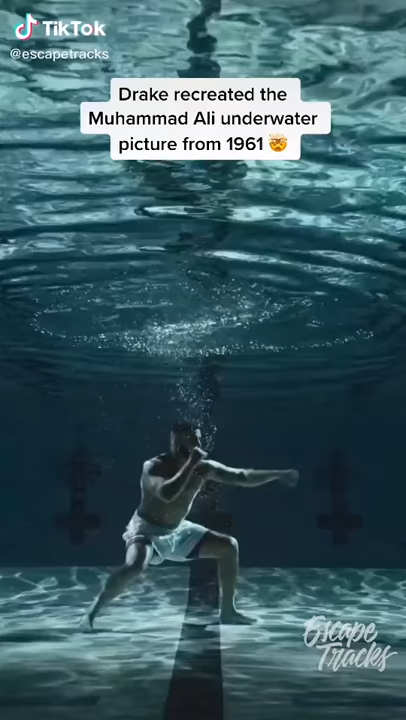 TikTok
@escapetracks
Drake recreated the
Muhammad Ali underwater
picture from 1961 🤯
Escape
Tracks